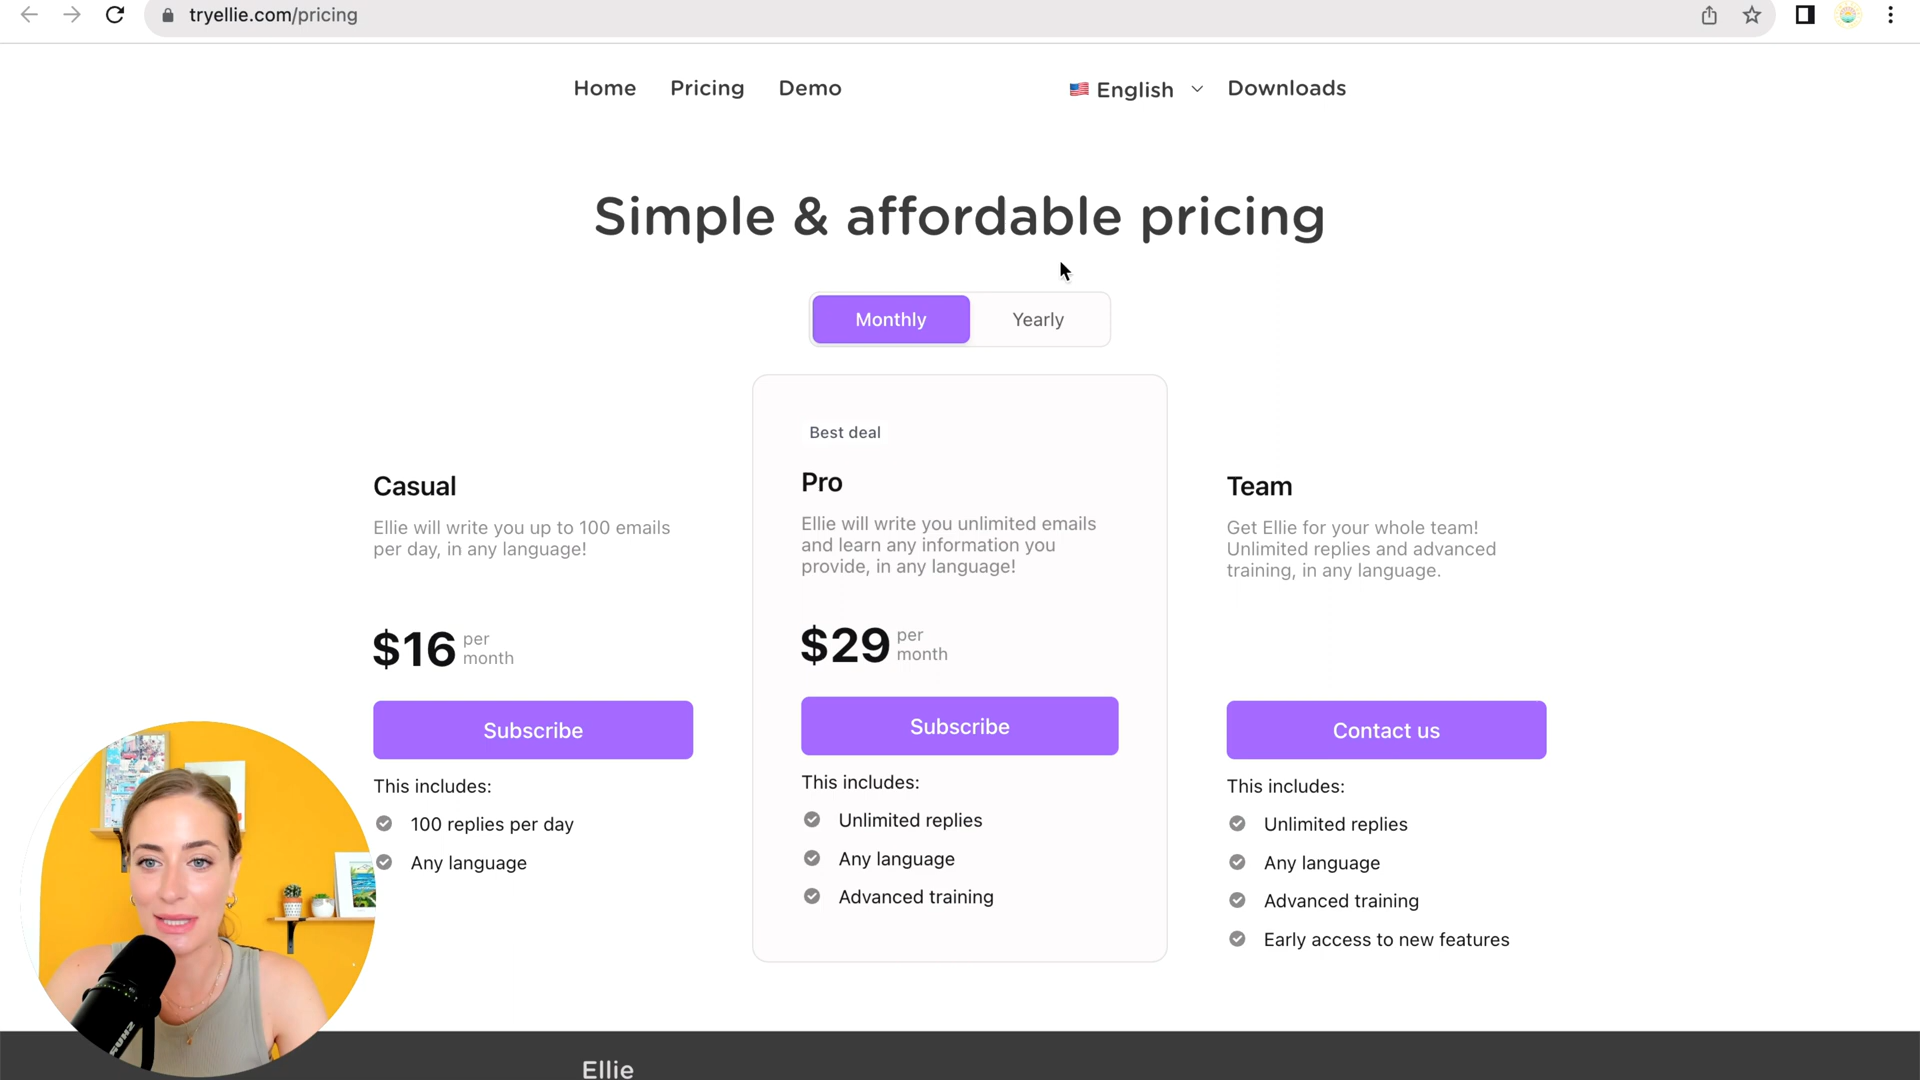 tryellie.com/pricing
Home
Pricing
Demo
English
Downloads
Simple & affordable pricing
Monthly
Yearly
Casual
Ellie will write you up to 100 emails
per day, in any language!
$16 per
month
Subscribe
This includes:
100 replies per day
Any language
Best deal
Pro
Ellie will write you unlimited emails
and learn any information you
provide, in any language!
$29 per
month
Subscribe
This includes:
Unlimited replies
Any language
Advanced training
Team
Get Ellie for your whole team!
Unlimited replies and advanced
training, in any language.
Contact us
This includes:
Unlimited replies
Any language
Advanced training
Early access to new features
Ellie